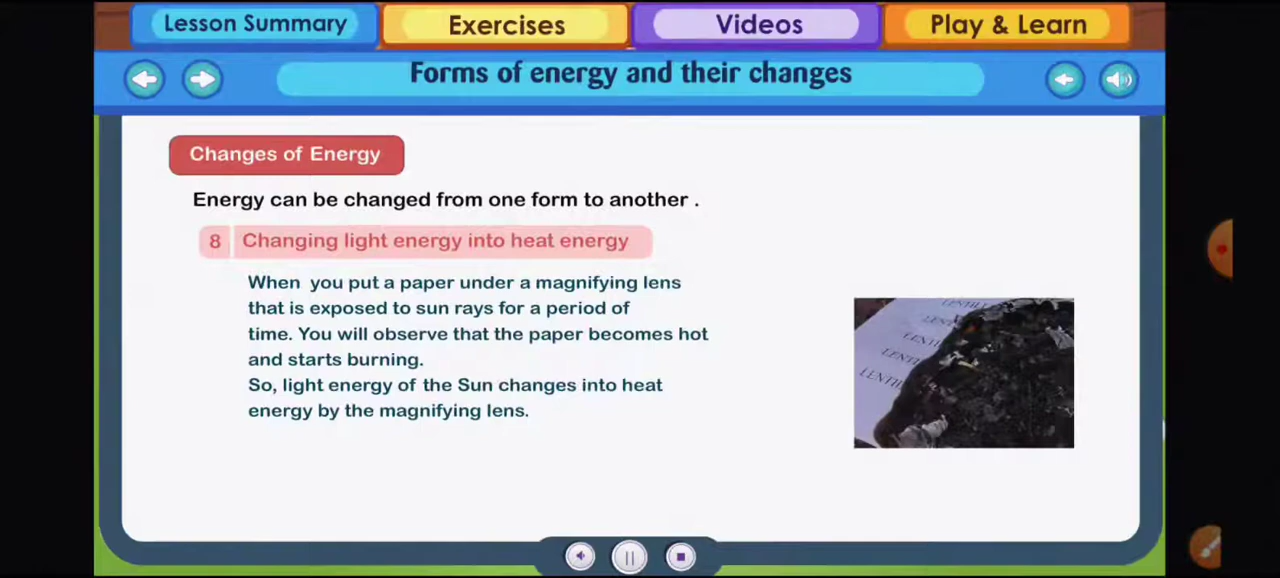 Lesson Summary
Exercises
Videos
Play & Learn
Forms of energy and their changes
Changes of Energy
Energy can be changed from one form to another .
8 Changing light energy into heat energy
When you put a paper under a magnifying lens
that is exposed to sun rays for a period of
time. You will observe that the paper becomes hot
and starts burning.
So, light energy of the Sun changes into heat
energy by the magnifying lens.